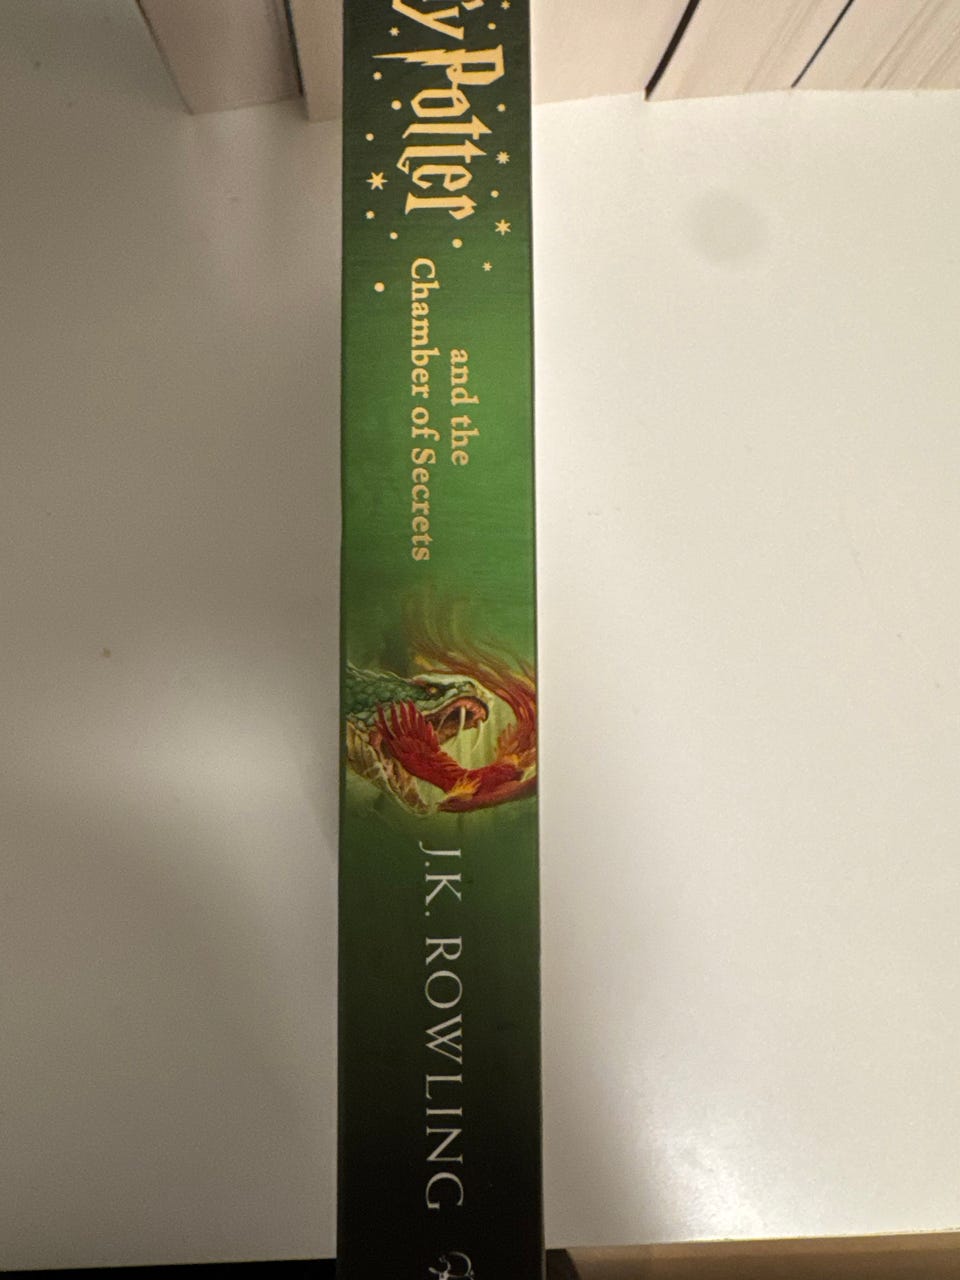 y Potter
and the
Chamber of Secrets
J.K. ROWLING